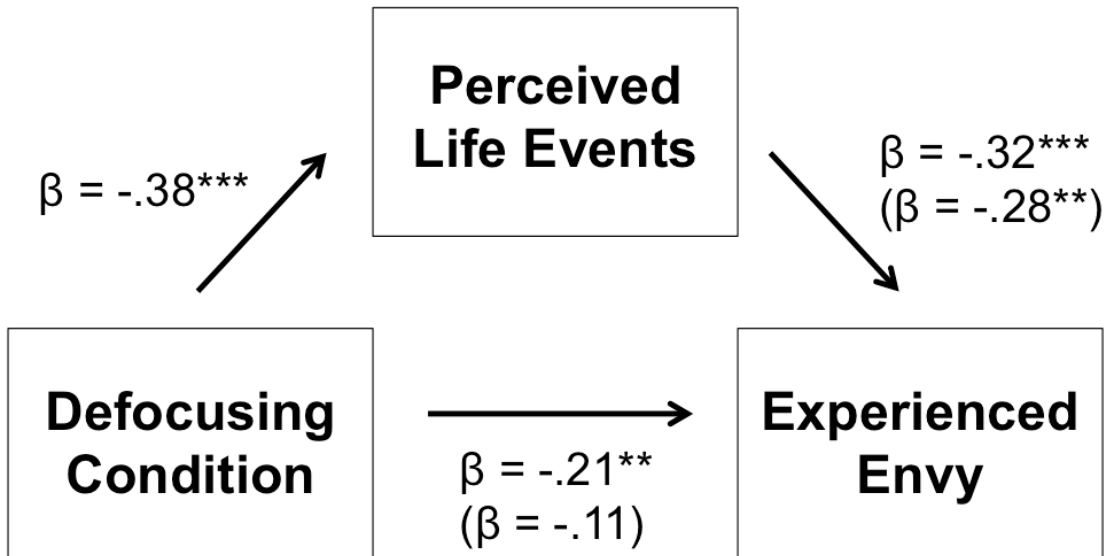 Perceived
Life Events
β = -.38***
β = -.32***
(β = -.28**)
Defocusing
Condition
β = -.21**
(β = -.11)
Experienced
Envy